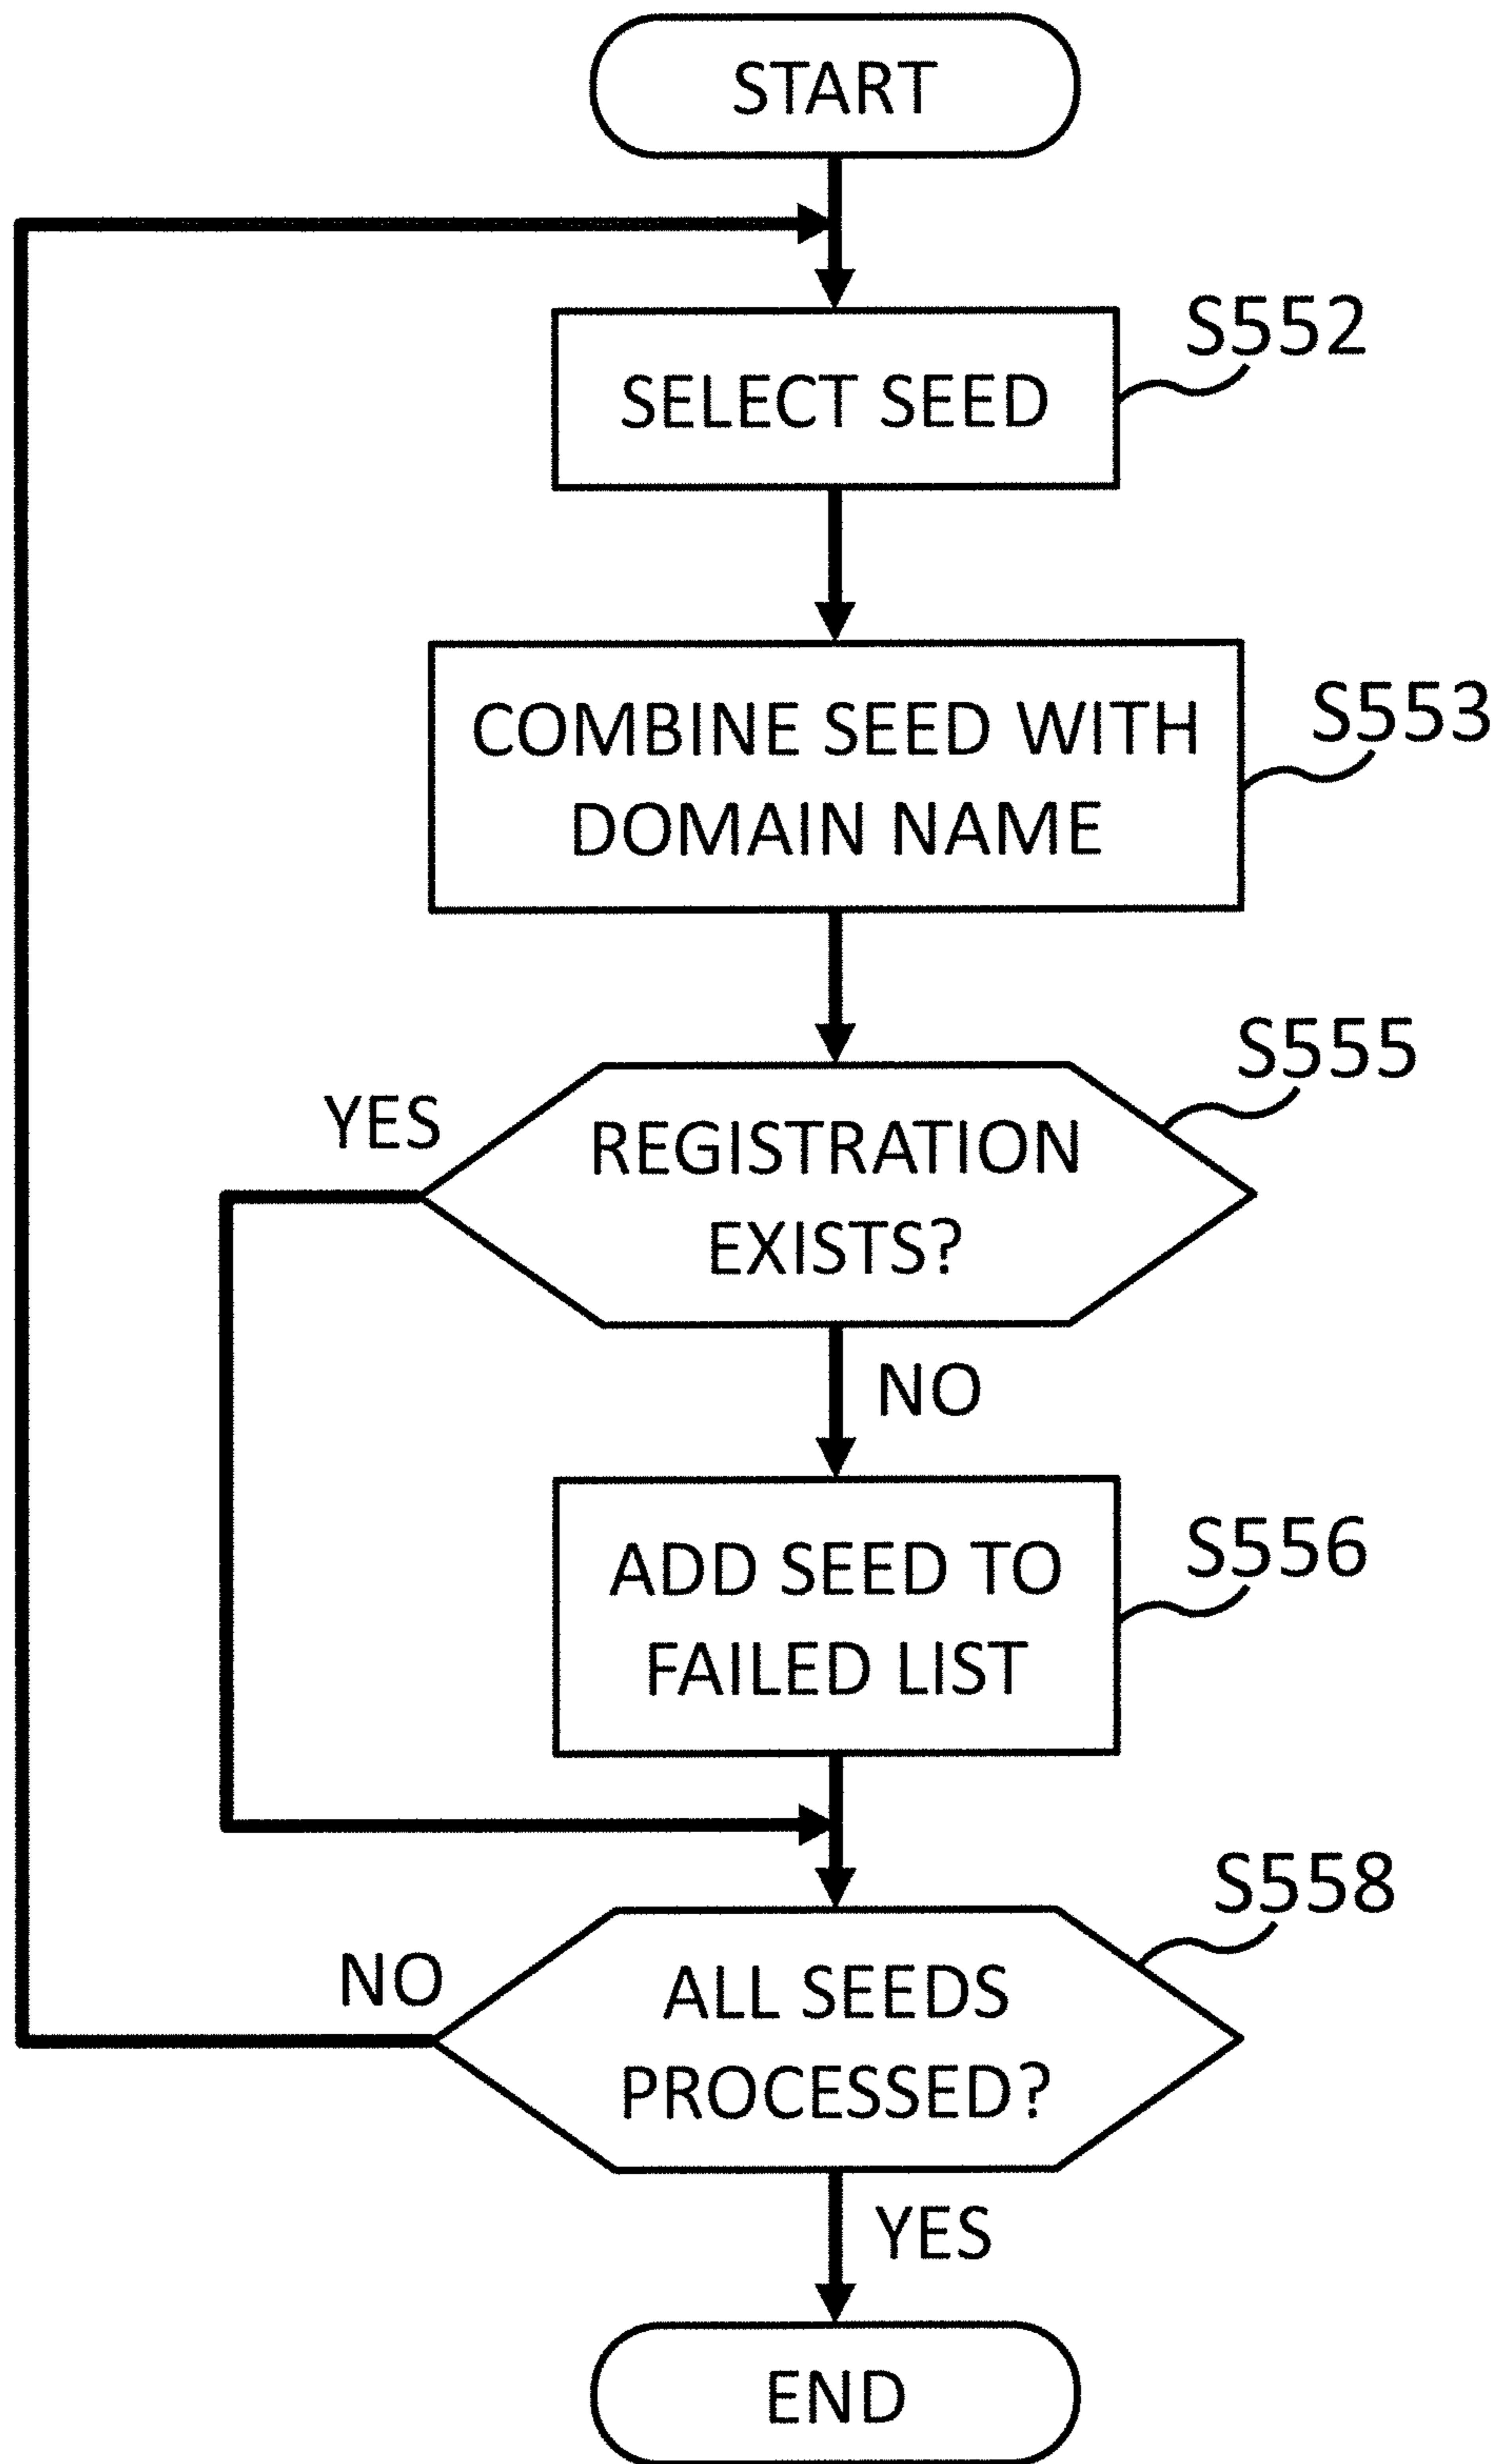 START
S552
SELECT SEED
S553
COMBINE SEED WITH
DOMAIN NAME
S555
YES
REGISTRATION
EXISTS?
NO
S556
ADD SEED TO
FAILED LIST
S558
NO
ALL SEEDS
PROCESSED?
YES
END